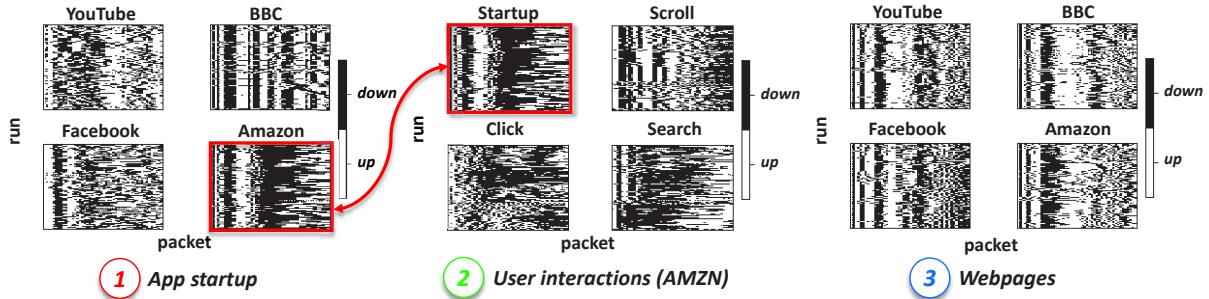 YouTube
BBC
Facebook
Amazon
run
packet
down
up
1 App startup
Startup
Scroll
Click
Search
run
packet
down
up
2 User interactions (AMZN)
YouTube
BBC
Facebook
Amazon
run
packet
down
up
3 Webpages